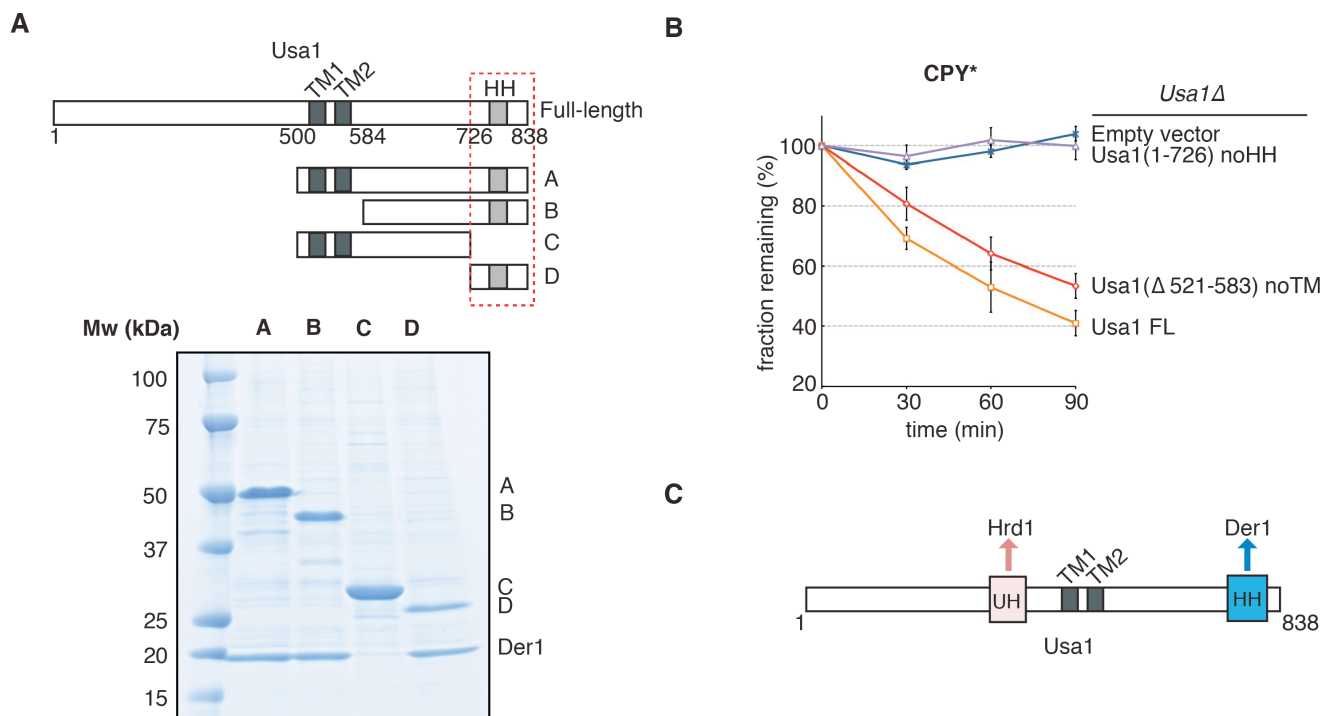 A
Usa1
TM1
TM2
HH
Full-length
1
500
584
726
838
A
B
C
D
Mw (kDa)
A
B
C
D
100
75
50
37
25
20
15
A
B
C
D
Der1
B
CPY*
Usa1Δ
fraction remaining (%)
100
80
60
40
20
0
30
60
90
time (min)
Empty vector
Usa1(1-726) noHH
Usa1(Δ 521-583) noTM
Usa1 FL
C
Hrd1
Der1
TM1
TM2
UH
HH
1
838
Usa1